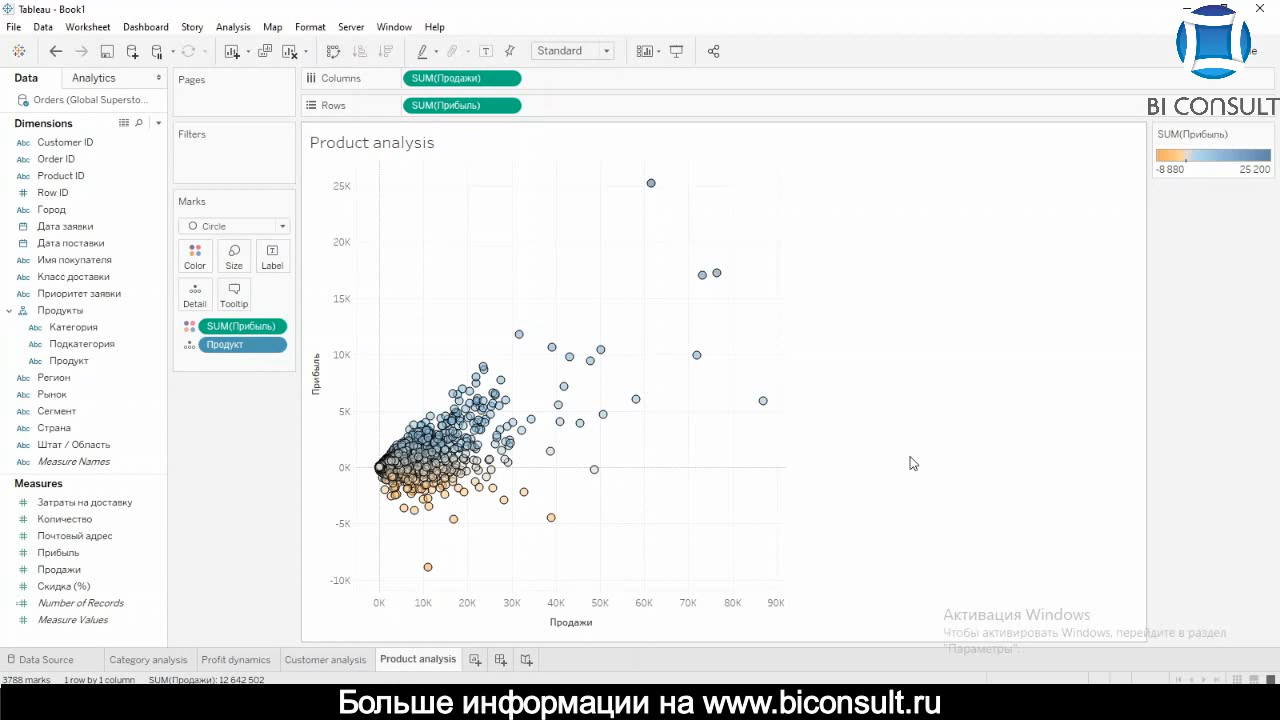 Tableau - Book1
File Data Worksheet Dashboard Story Analysis Map Format Server Window Help
Standard
BI CONSULT
Data Analytics
Orders (Global Supersto...
Dimensions
Customer ID
Order ID
Product ID
Row ID
Город
Дата заявки
Дата поставки
Имя покупателя
Класс доставки
Приоритет заявки
Продукты
Категория
Подкатегория
Продукт
Регион
Рынок
Сегмент
Страна
Штат / Область
Measure Names
Measures
Затраты на доставку
Количество
Почтовый адрес
Прибыль
Продажи
Скидка (%)
Number of Records
Measure Values
Pages
Filters
Marks
Circle
Color Size Label
Detail Tooltip
SUM(Прибыль)
Продукт
Columns SUM(Продажи)
Rows SUM(Прибыль)
Product analysis
25K
20K
15K
10K
5K
0K
-5K
-10K
Прибыль
0K 10K 20K 30K 40K 50K 60K 70K 80K 90K
Продажи
SUM(Прибыль)
-8 880 25 200
Активация Windows
Чтобы активировать Windows, перейдите в раздел
"Параметры".
Data Source Category analysis Profit dynamics Customer analysis Product analysis
3788 marks 1 row by 1 column SUM(Продажи): 12 642 502
Больше информации на www.biconsult.ru